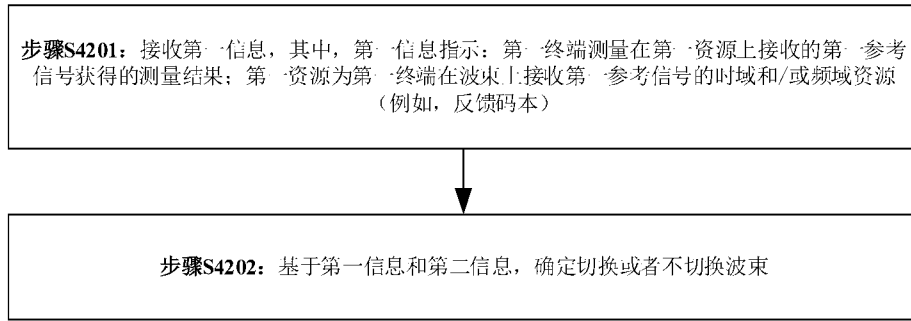 步骤S4201：接收第一信息，其中，第一信息指示：第一终端测量在第一资源上接收的第一参考
信号获得的测量结果；第一资源为第一终端在波束上接收第一参考信号的时域和/或频域资源
（例如，反馈码本）
步骤S4202：基于第一信息和第二信息，确定切换或者不切换波束